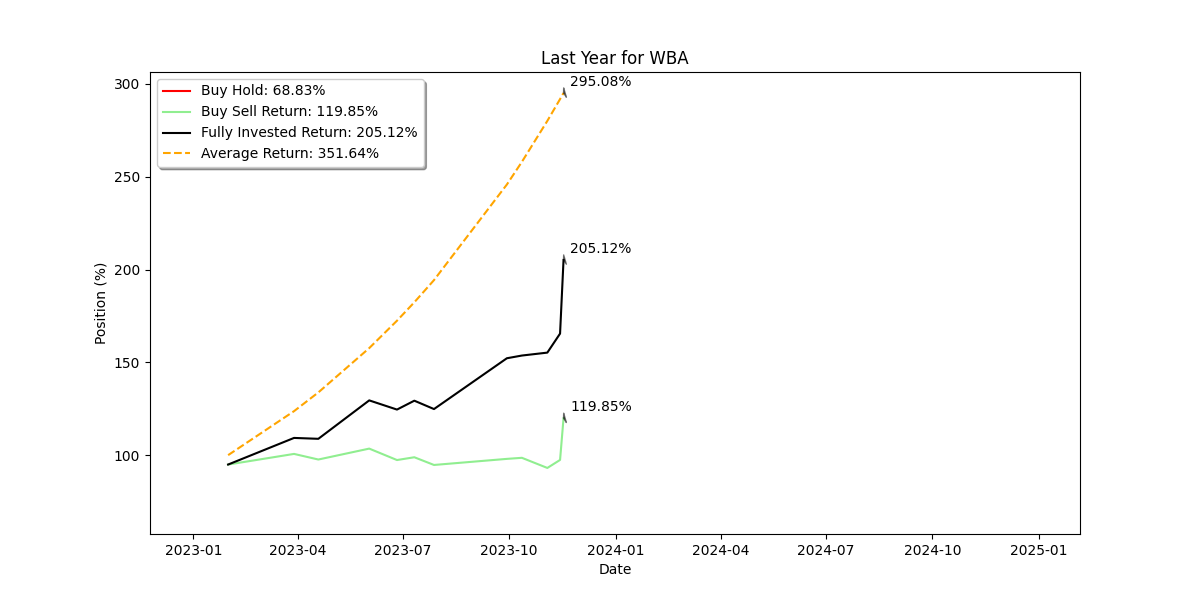 Last Year for WBA
295.08%
300
Buy Hold: 68.83%
Buy Sell Return: 119.85%
Fully Invested Return: 205.12%
Average Return: 351.64%
250
205.12%
200
150
119.85%
100
Position (%)
2023-01 2023-04 2023-07 2023-10 2024-01 2024-04 2024-07 2024-10 2025-01
Date